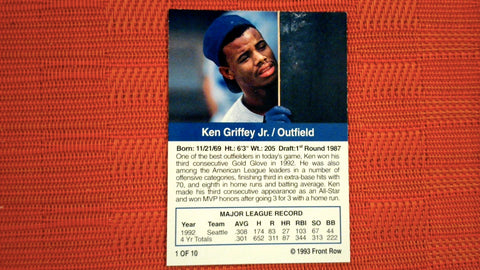 Ken Griffey Jr. / Outfield
Born: 11/21/69 Ht.: 6'3" Wt.: 205 Draft:1st Round 1987
One of the best outfielders in today's game, Ken won his
third consecutive Gold Glove in 1992. He was also
among the American League leaders in a number of
offensive categories, finishing third in extra-base hits with
70, and eighth in home runs and batting average. Ken
made his third consecutive appearance as an All-Star
and won MVP honors after going 3 for 3 with a home run.
MAJOR LEAGUE RECORD
Year Team AVG H R HR RBI SO BB
1992 Seattle .308 174 83 27 103 67 44
4 Yr Totals .301 652 311 87 344 313 222
1 OF 10 © 1993 Front Row